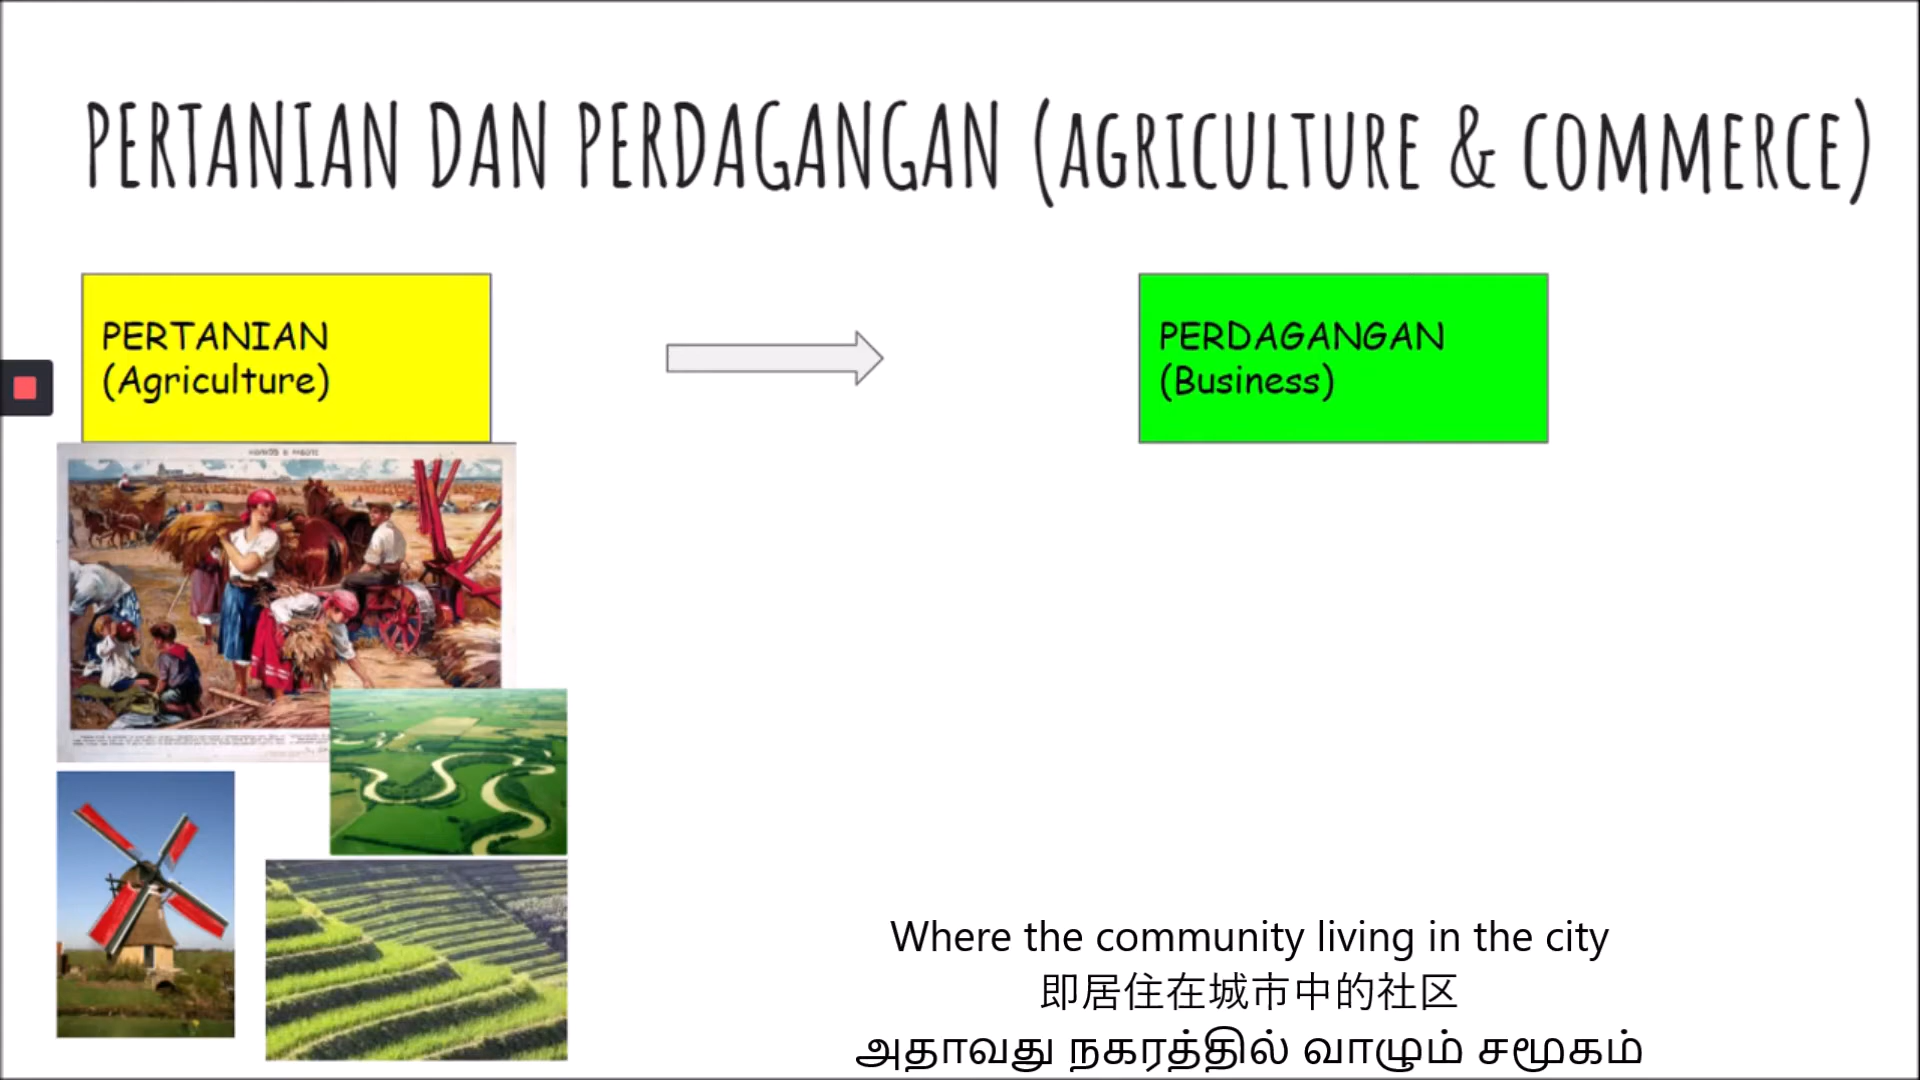 PERTANIAN DAN PERDAGANGAN (AGRICULTURE & COMMERCE)
PERTANIAN
(Agriculture)
PERDAGANGAN
(Business)
Where the community living in the city
即居住在城市中的社区
அதாவது நகரத்தில் வாழும் சமூகம்